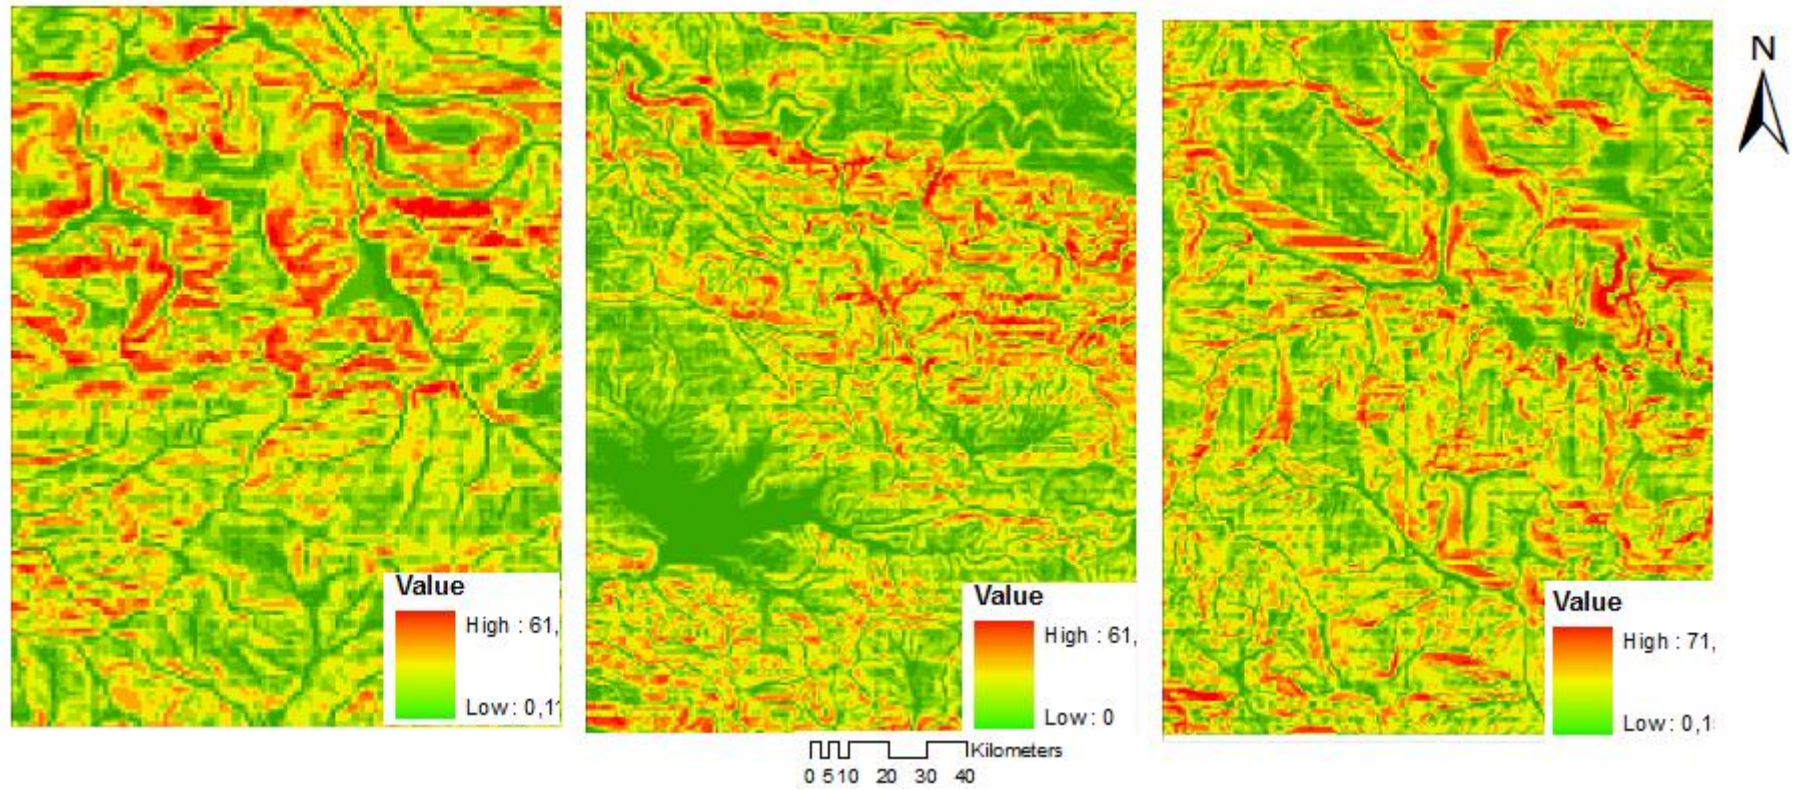 N
Value
High : 61,
Low : 0,1
Value
High : 61,
Low : 0
Value
High : 71,
Low : 0,1
Kilometers
0 5 10 20 30 40